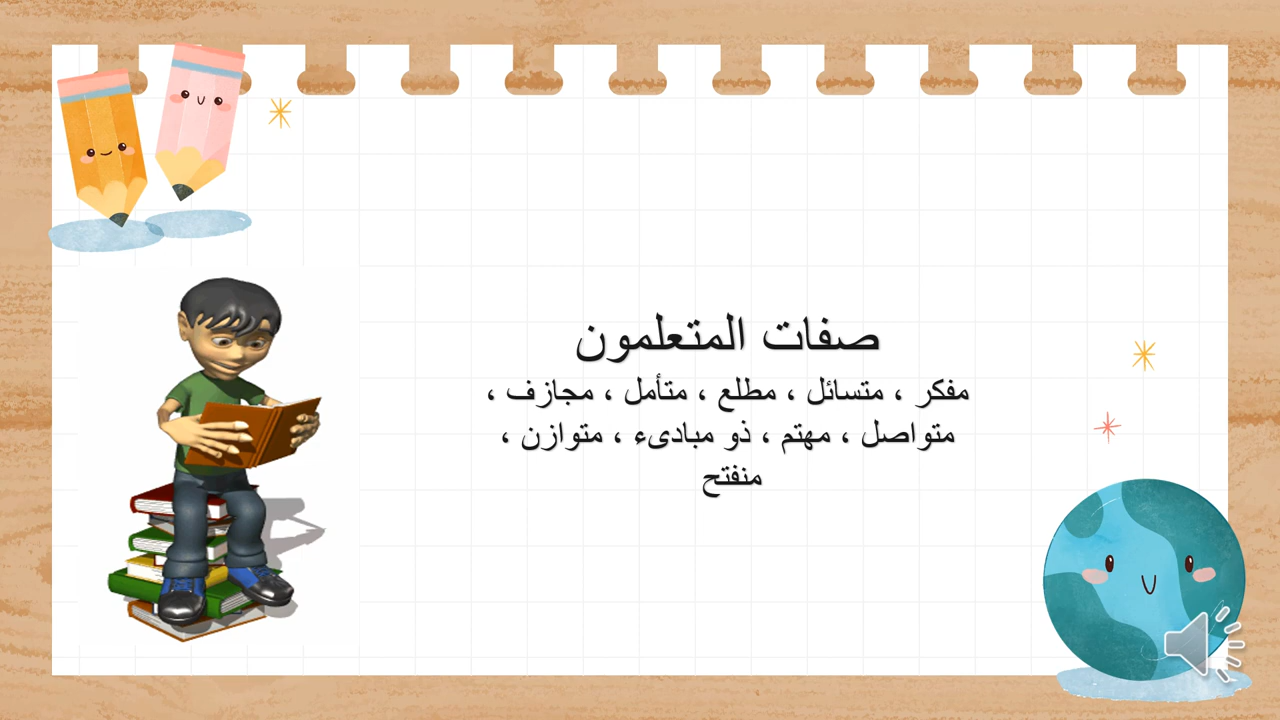 صفات المتعلمون
مفكر ، متسائل ، مطلع ، متأمل ، مجازف ،
متواصل ، مهتم ، ذو مبادىء ، متوازن ،
منفتح